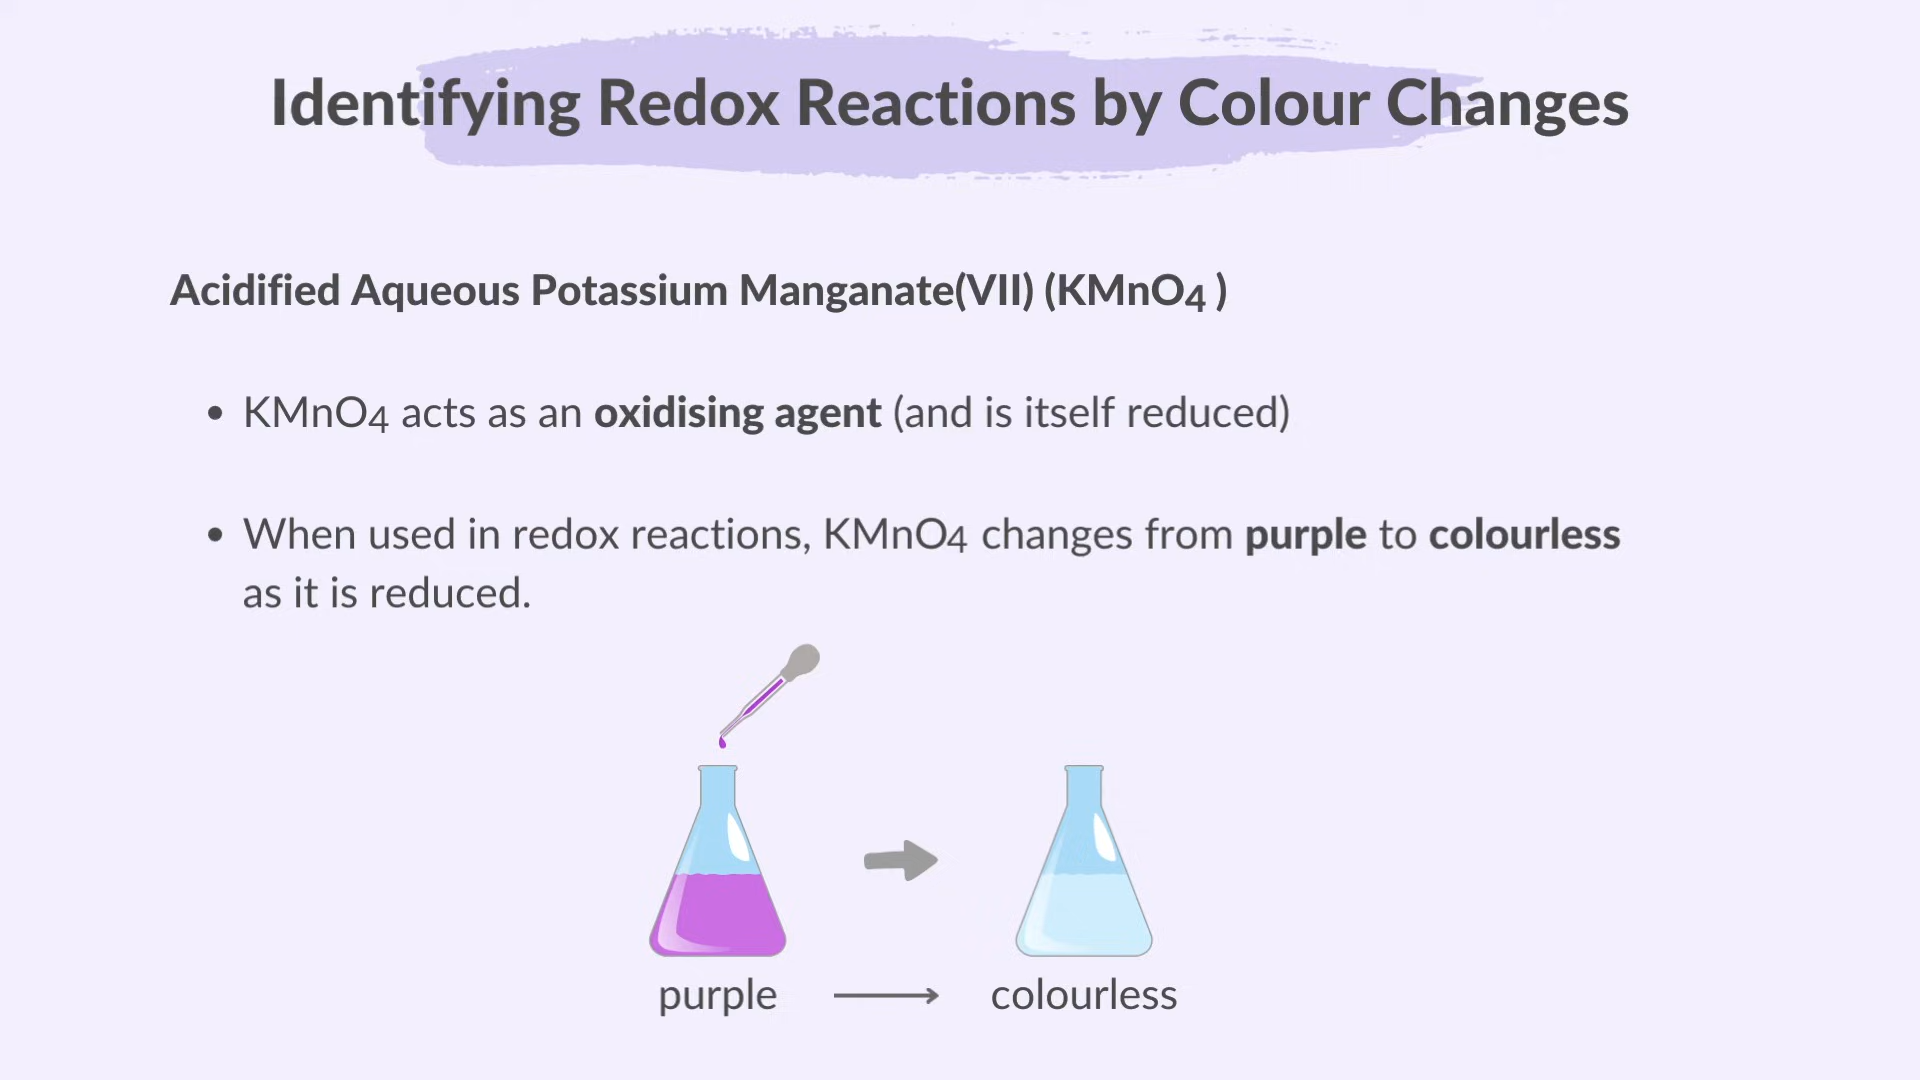 Identifying Redox Reactions by Colour Changes
Acidified Aqueous Potassium Manganate(VII) (KMnO4 )
• KMnO4 acts as an oxidising agent (and is itself reduced)
• When used in redox reactions, KMnO4 changes from purple to colourless
as it is reduced.
purple → colourless